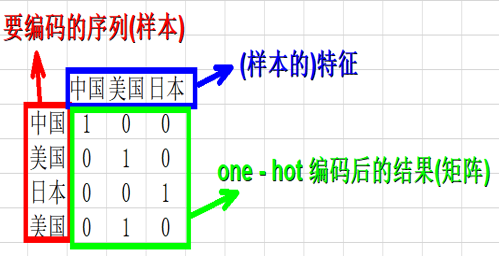 要编码的序列(样本)
(样本的)特征
中国 美国 日本
中国 1 0 0
美国 0 1 0
日本 0 0 1
美国 0 1 0
one - hot 编码后的结果(矩阵)